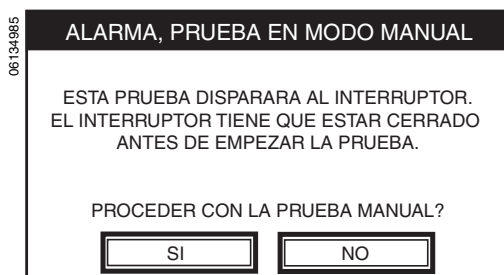 06134985
ALARMA, PRUEBA EN MODO MANUAL
ESTA PRUEBA DISPARARA AL INTERRUPTOR.
EL INTERRUPTOR TIENE QUE ESTAR CERRADO
ANTES DE EMPEZAR LA PRUEBA.
PROCEDER CON LA PRUEBA MANUAL?
SI
NO